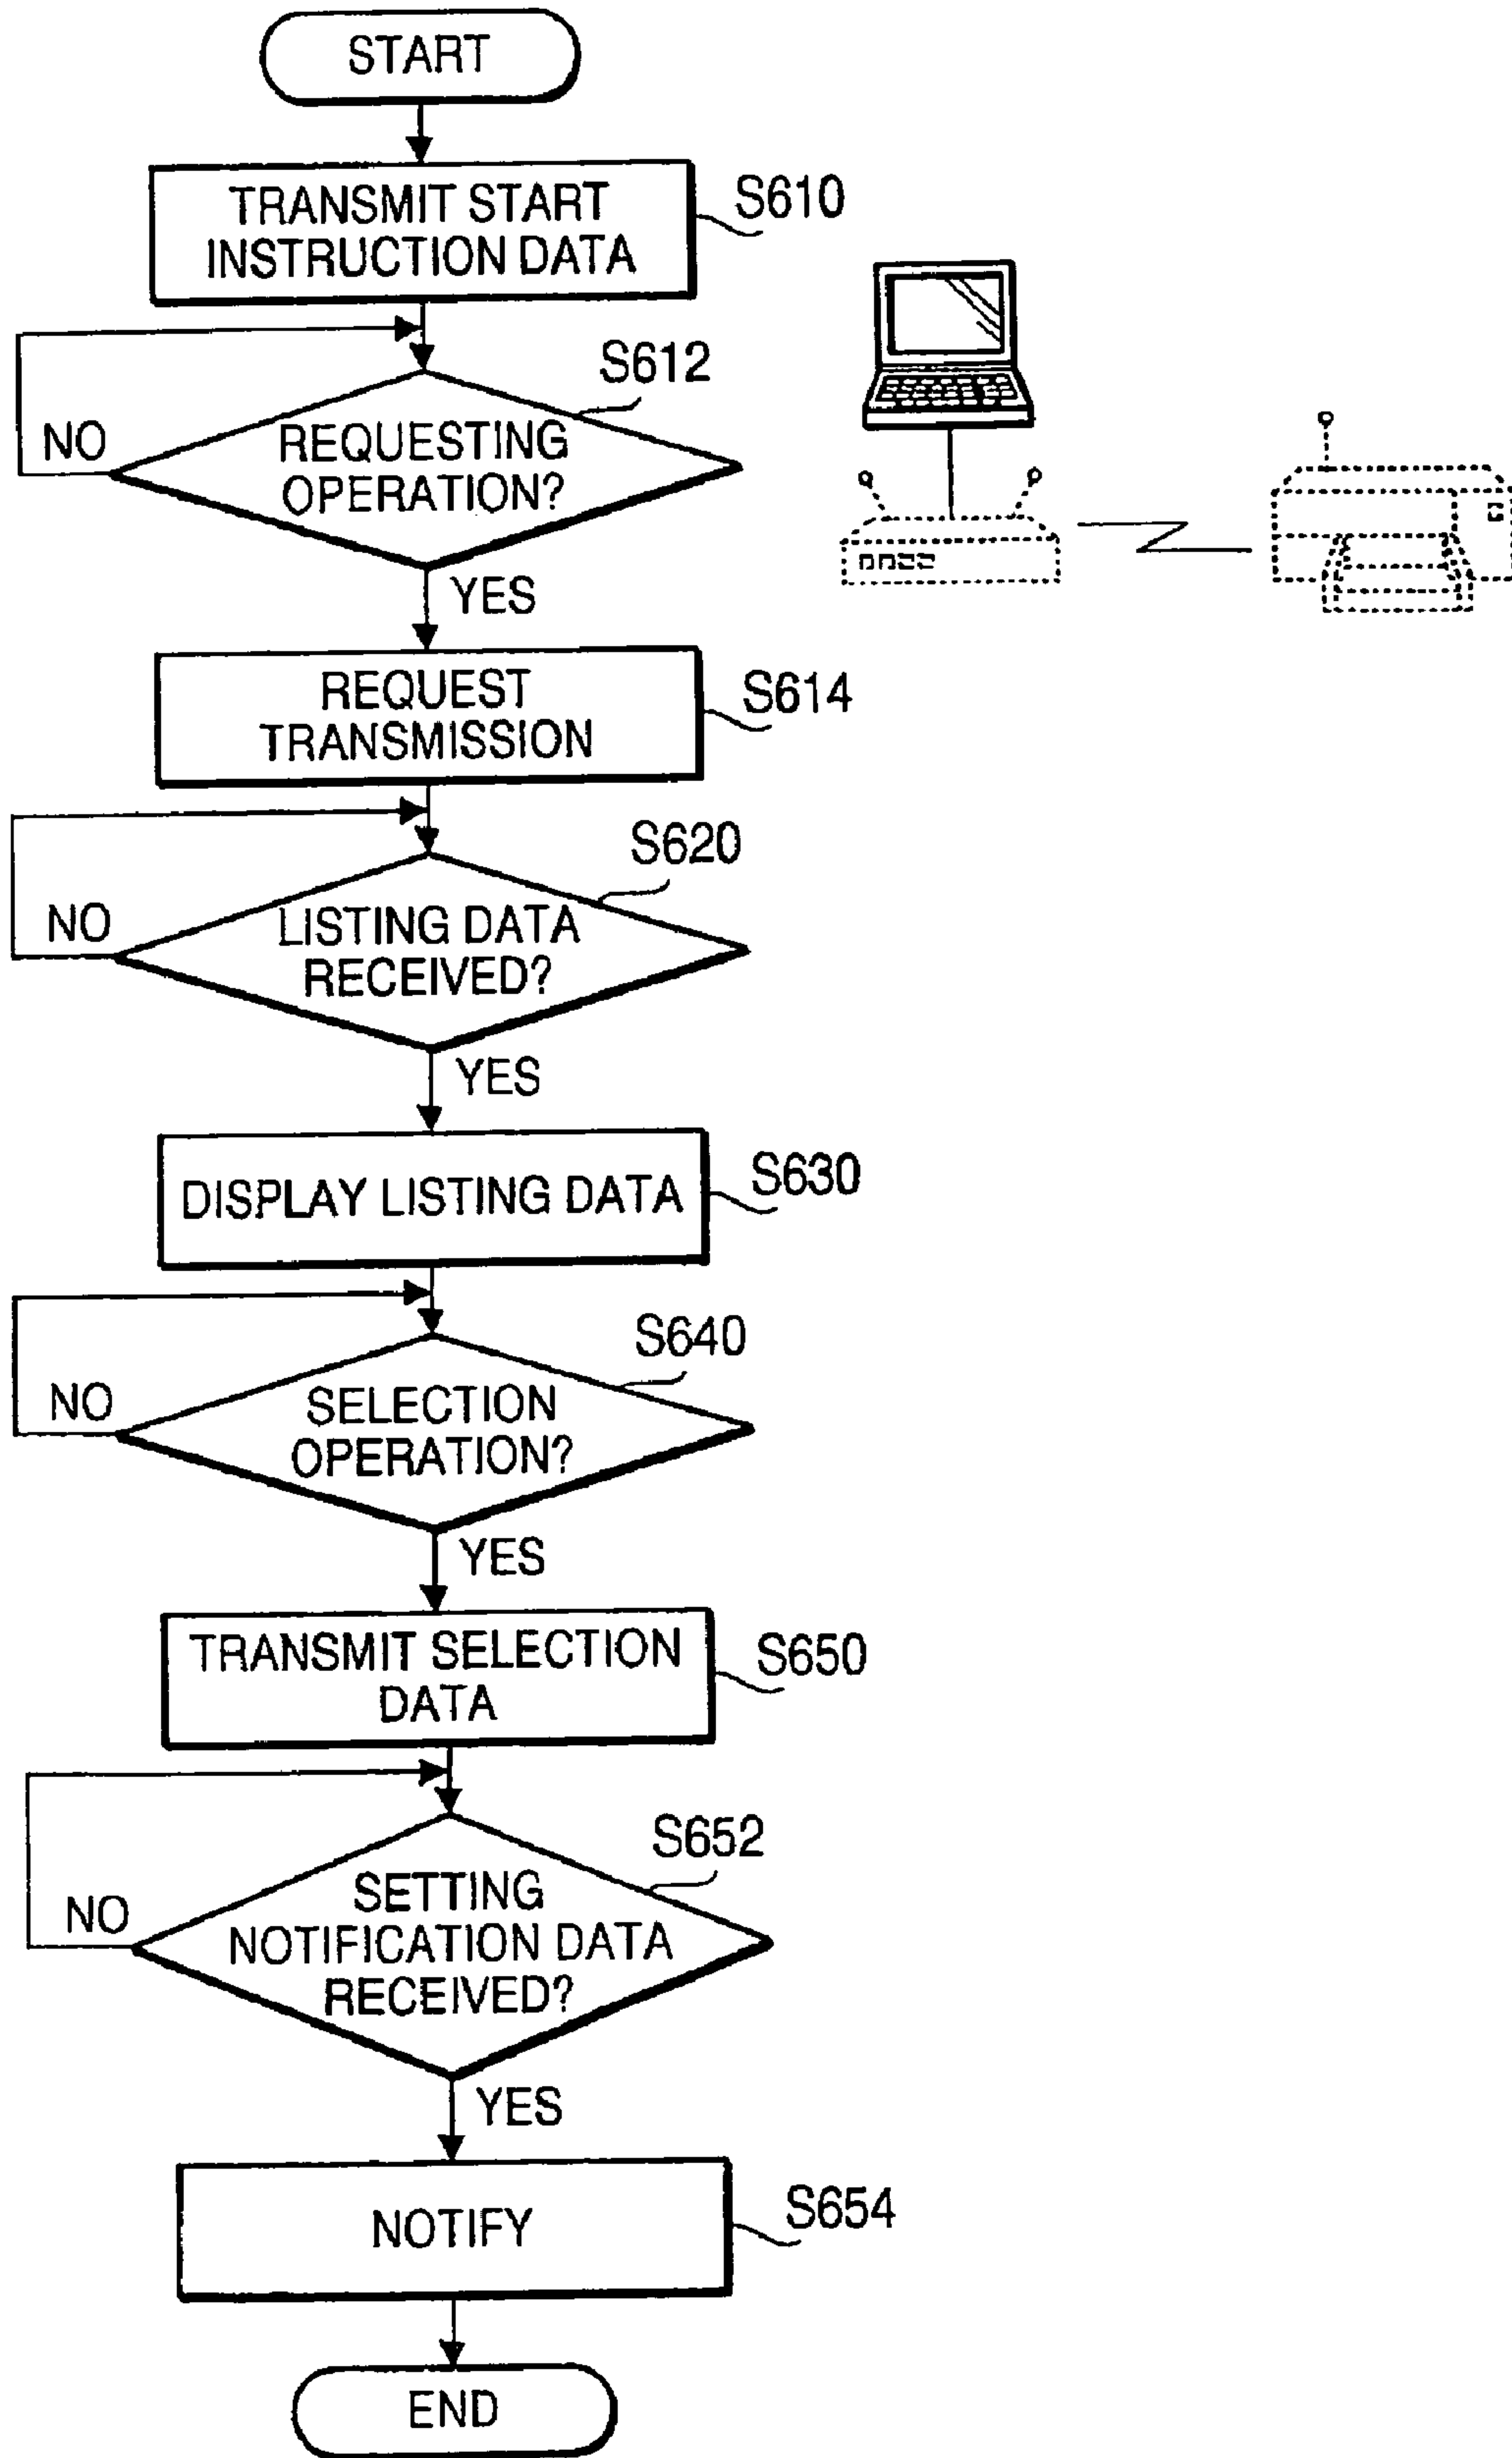 START
TRANSMIT START
INSTRUCTION DATA
S610
S612
REQUESTING
OPERATION?
NO
YES
REQUEST
TRANSMISSION
S614
S620
LISTING DATA
RECEIVED?
NO
YES
DISPLAY LISTING DATA
S630
S640
SELECTION
OPERATION?
NO
YES
TRANSMIT SELECTION
DATA
S650
S652
SETTING
NOTIFICATION DATA
RECEIVED?
NO
YES
NOTIFY
S654
END